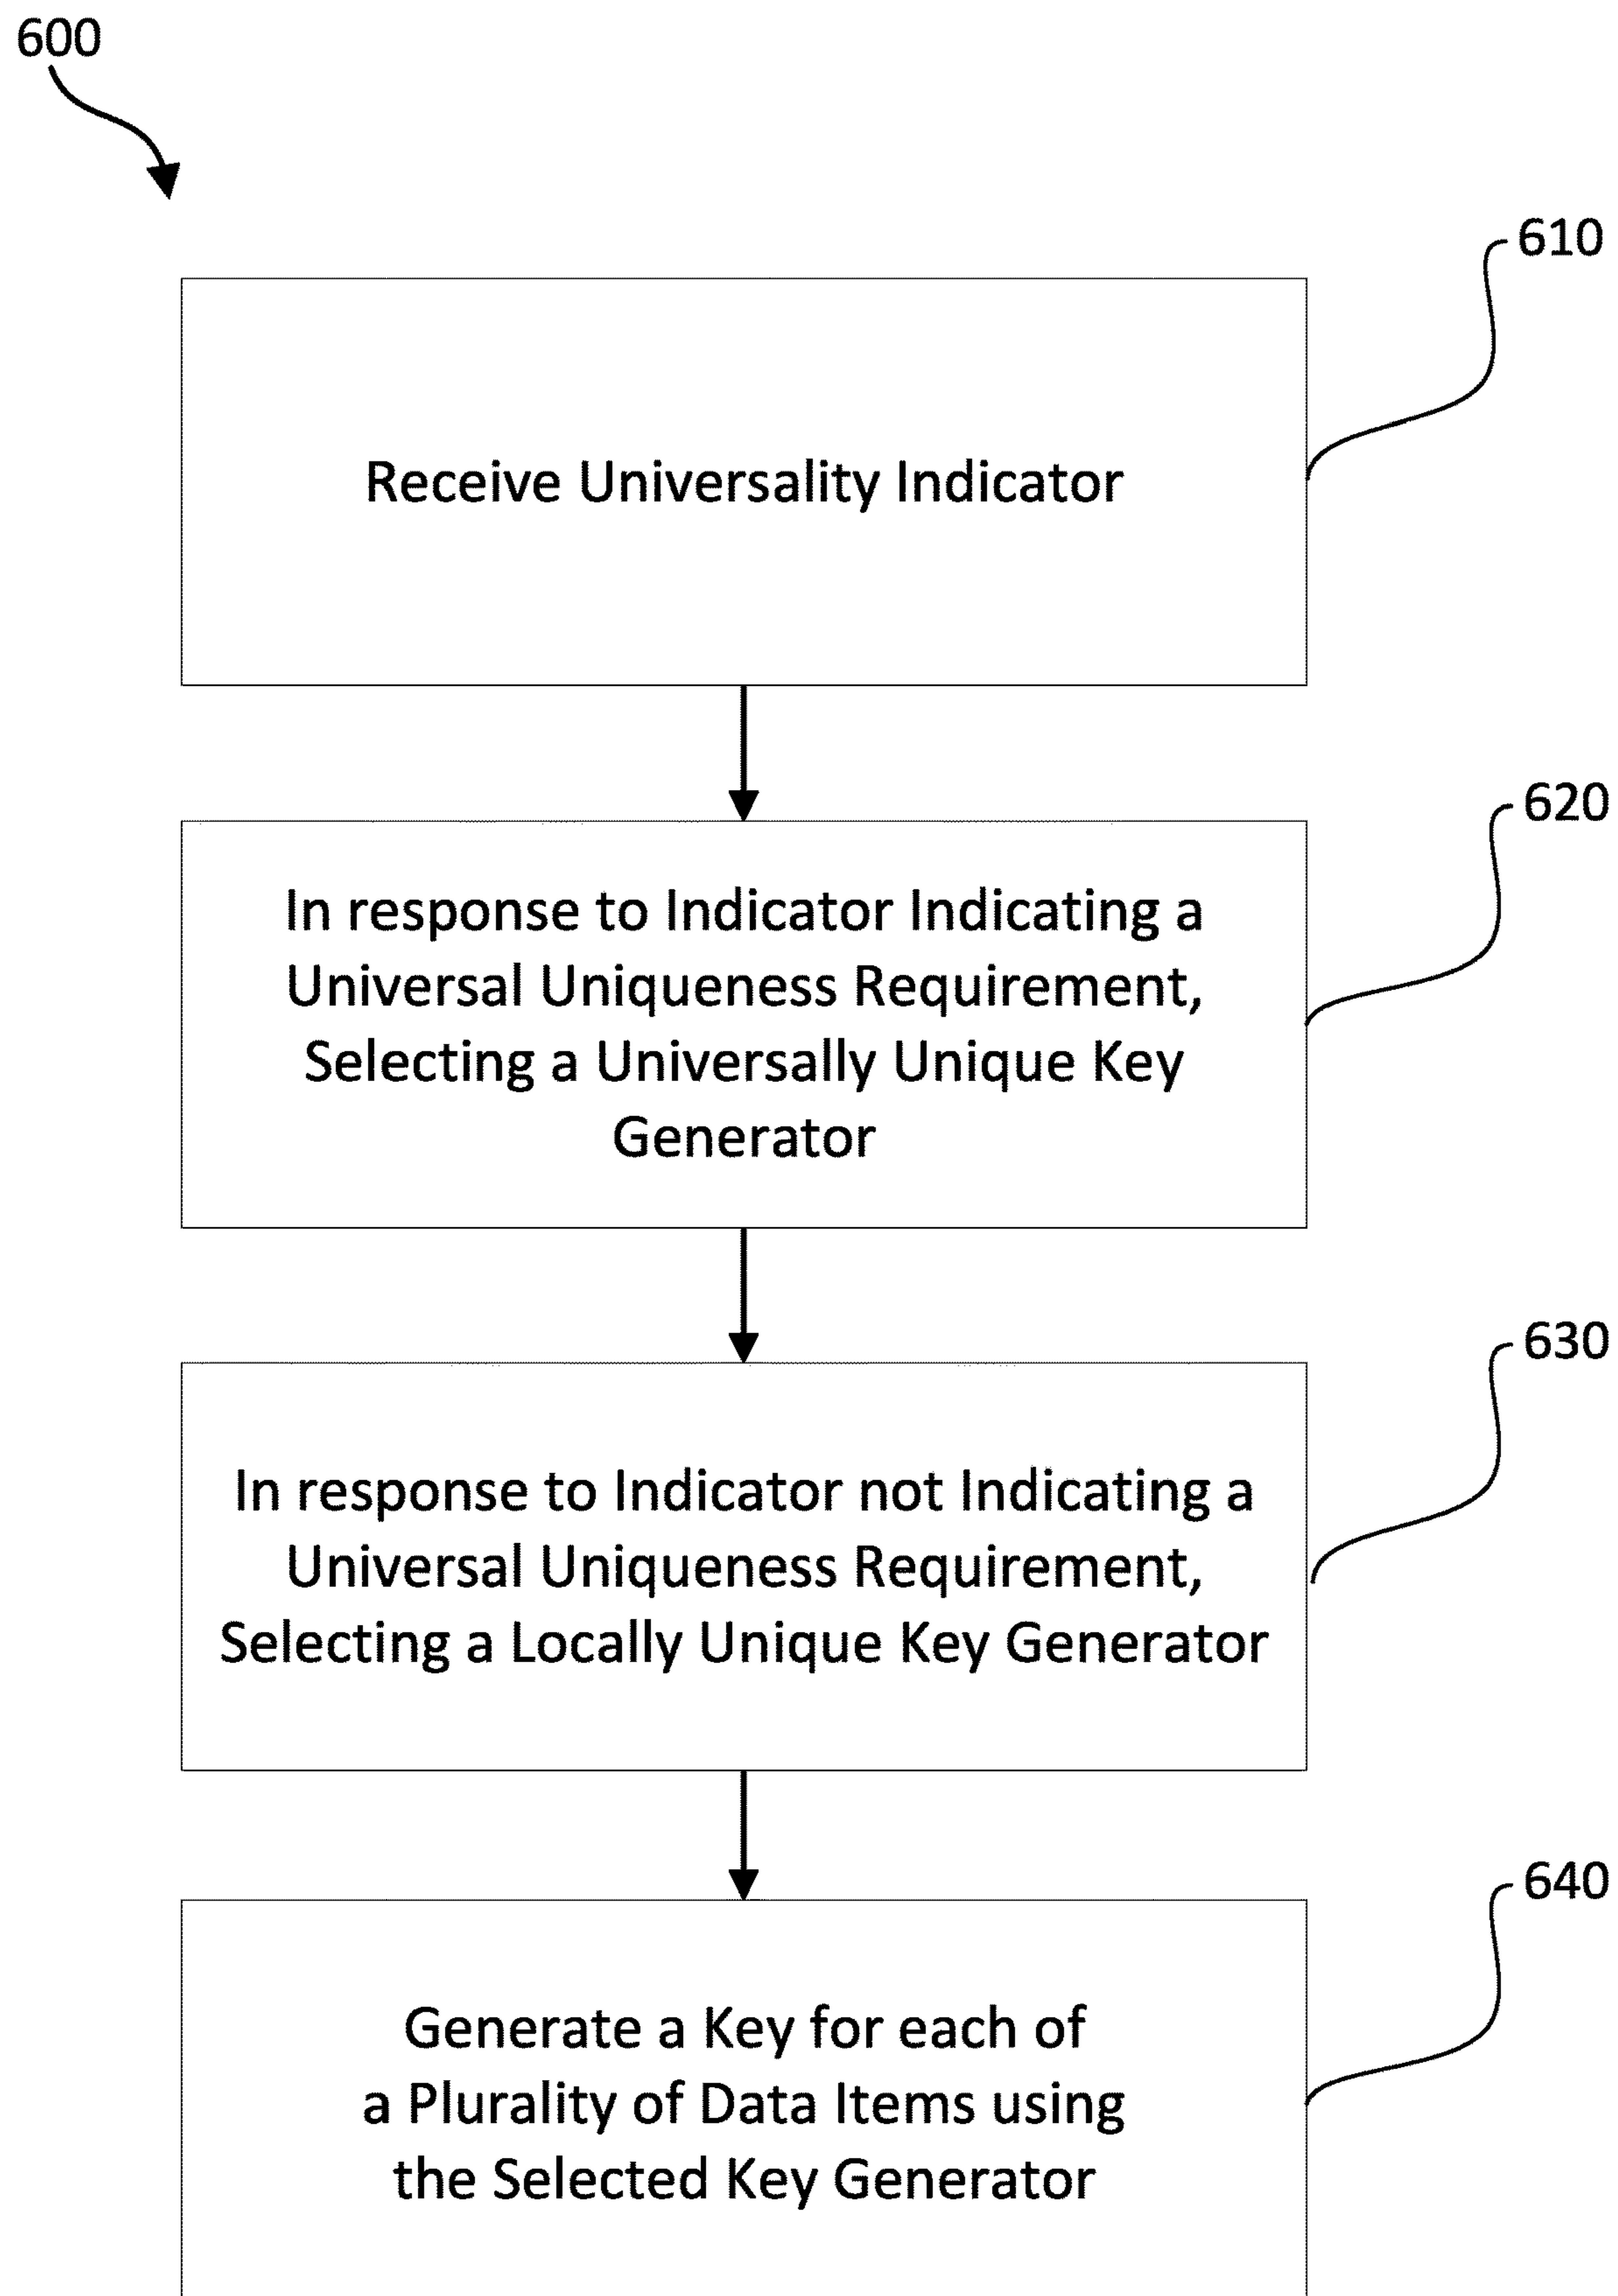 600
610
Receive Universality Indicator
620
In response to Indicator Indicating a
Universal Uniqueness Requirement,
Selecting a Universally Unique Key
Generator
630
In response to Indicator not Indicating a
Universal Uniqueness Requirement,
Selecting a Locally Unique Key Generator
640
Generate a Key for each of
a Plurality of Data Items using
the Selected Key Generator